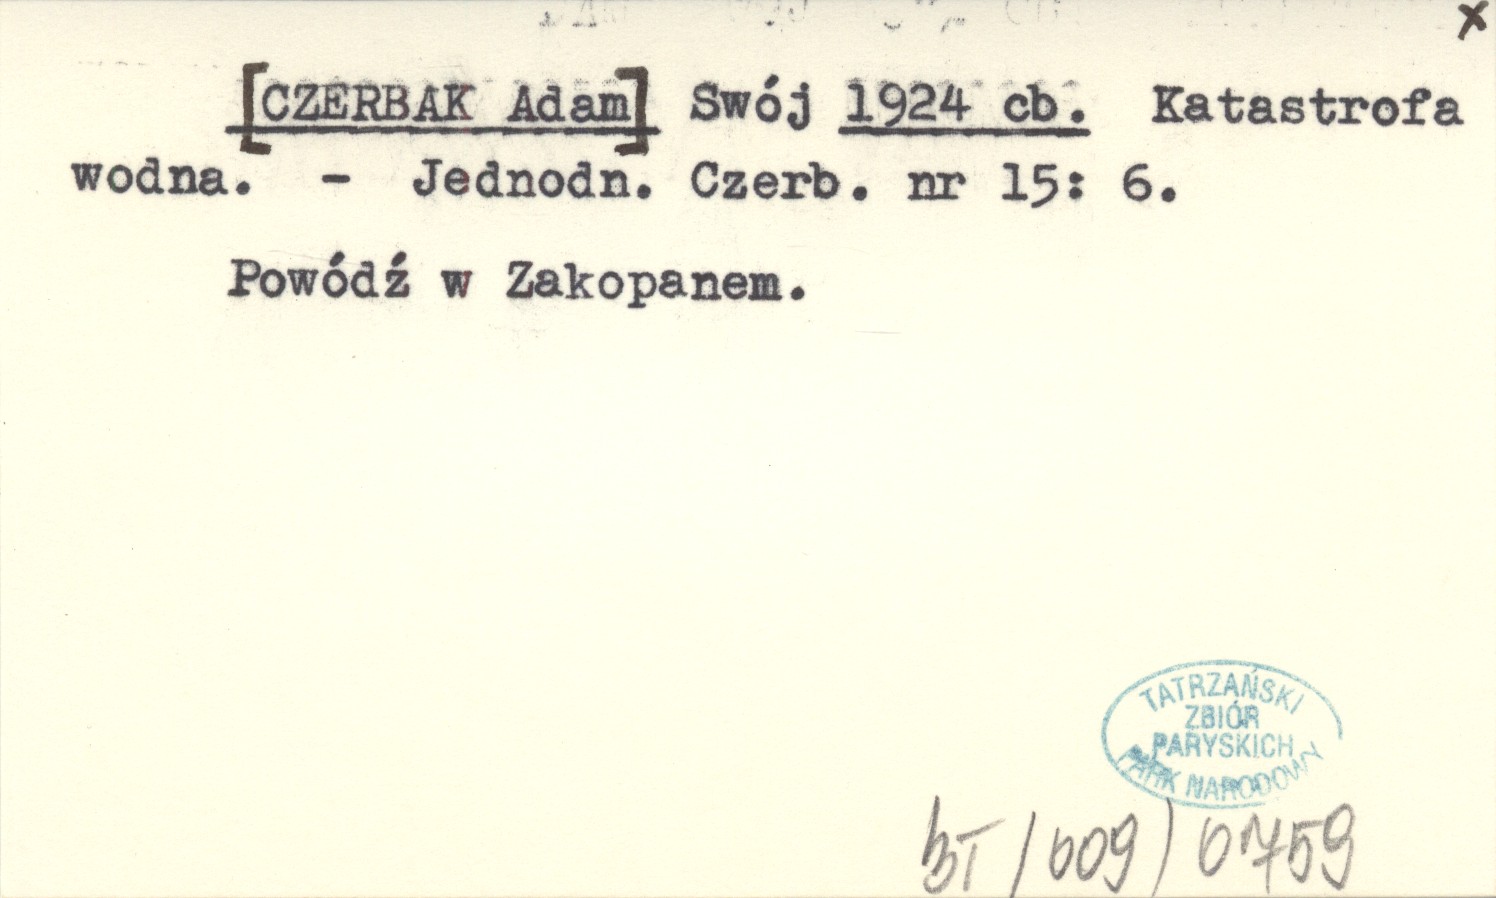 x
[CZERBAK Adam] Swój 1924 cb. Katastrofa
wodna. - Jednodn. Czerb. nr 15: 6.
Powódź w Zakopanem.
TATRZAŃSKI
ZBIÓR
PARYSKICH
PARK NARODOWY
BT/009/0759